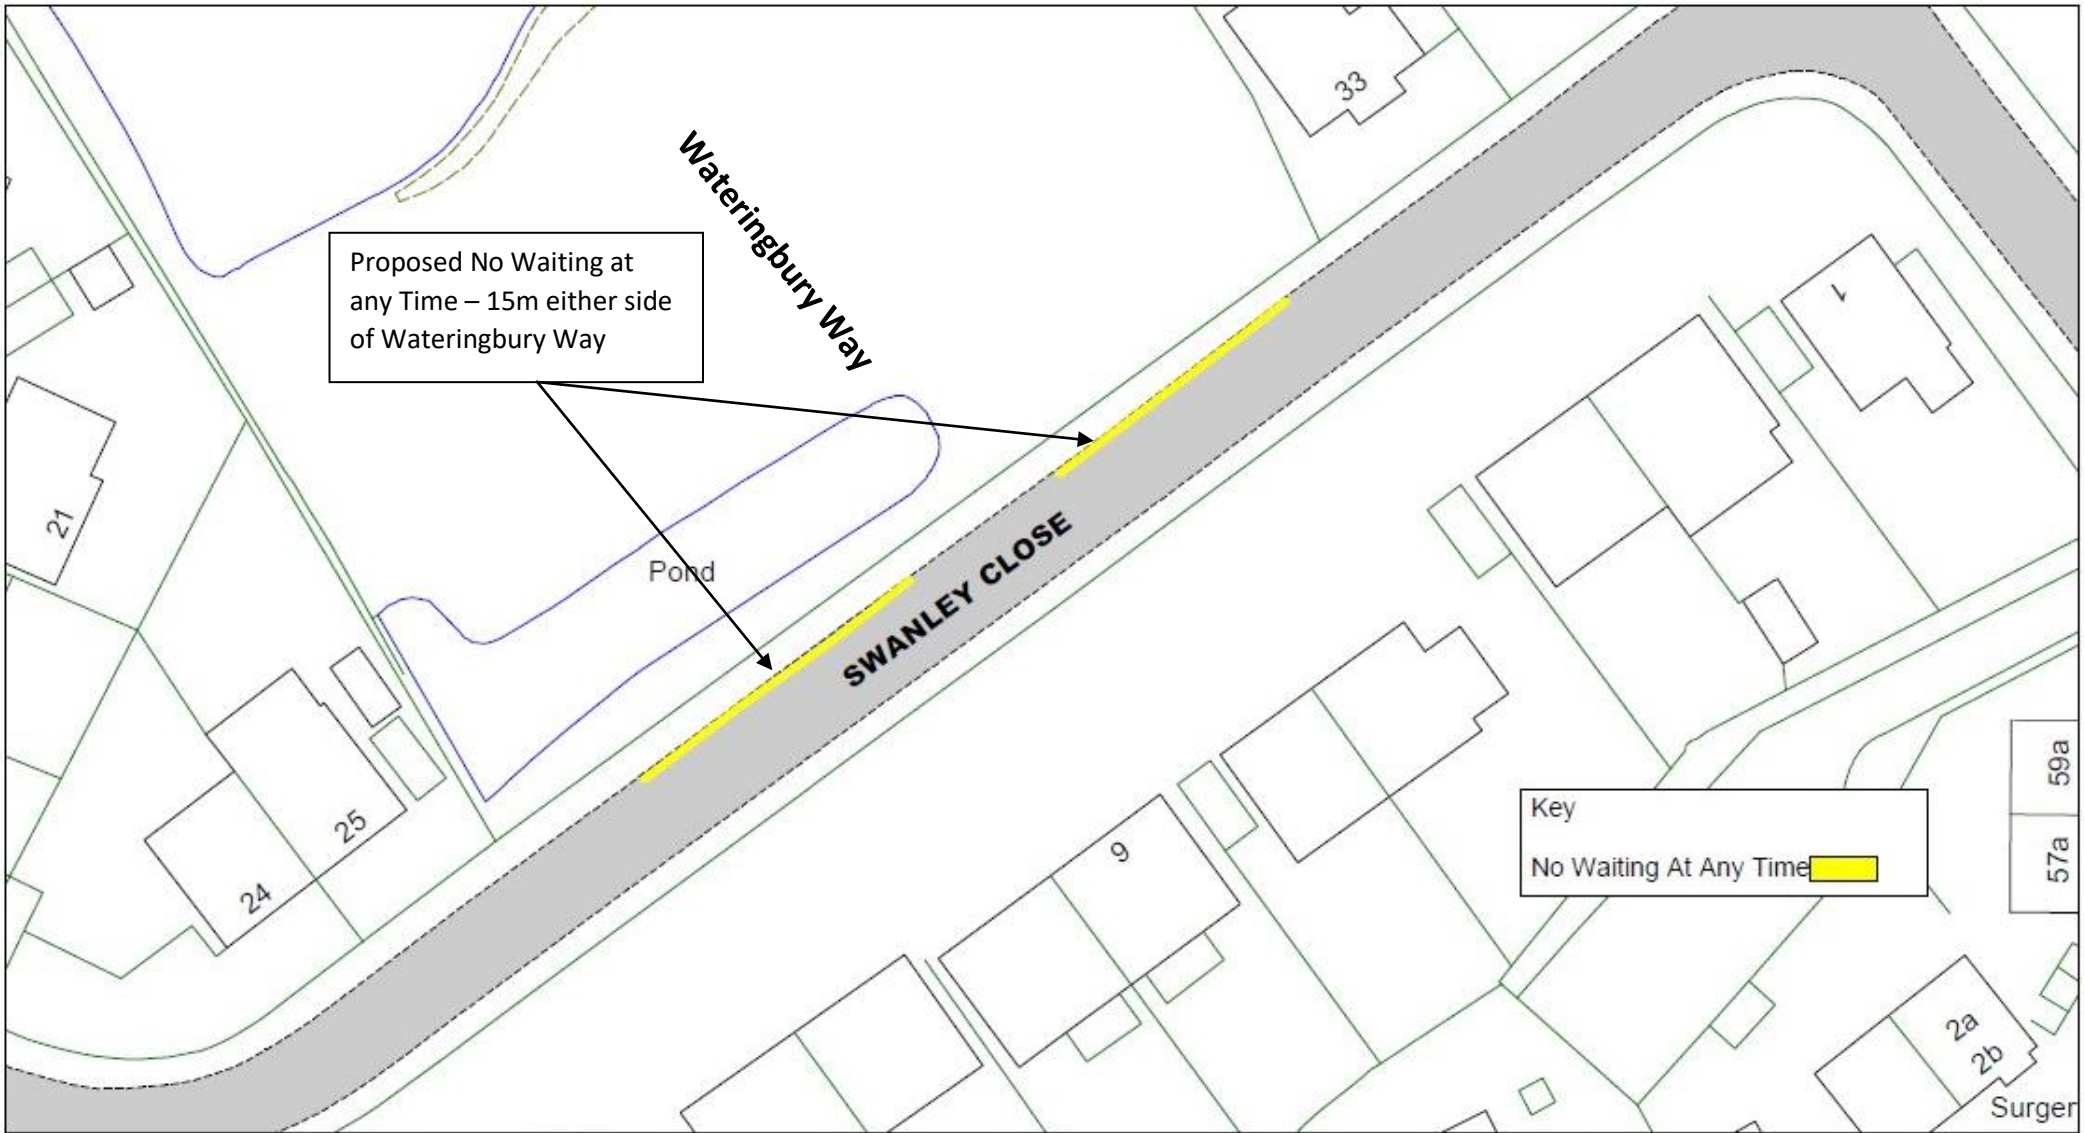 33
Wateringbury Way
Proposed No Waiting at
any Time – 15m either side
of Wateringbury Way
1
21
Pond
SWANLEY CLOSE
25
24
9
Key
No Waiting At Any Time
59a
57a
2a
2b
Surger